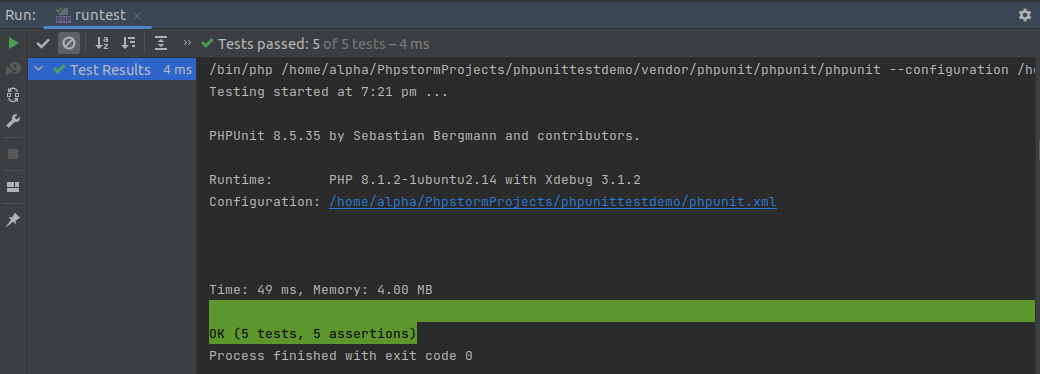 Run: runtest
Tests passed: 5 of 5 tests – 4 ms
Test Results 4 ms
/bin/php /home/alpha/PhpstormProjects/phpunittestdemo/vendor/phpunit/phpunit/phpunit --configuration
Testing started at 7:21 pm ...
PHPUnit 8.5.35 by Sebastian Bergmann and contributors.
Runtime: PHP 8.1.2-1ubuntu2.14 with Xdebug 3.1.2
Configuration: /home/alpha/PhpstormProjects/phpunittestdemo/phpunit.xml
Time: 49 ms, Memory: 4.00 MB
OK (5 tests, 5 assertions)
Process finished with exit code 0